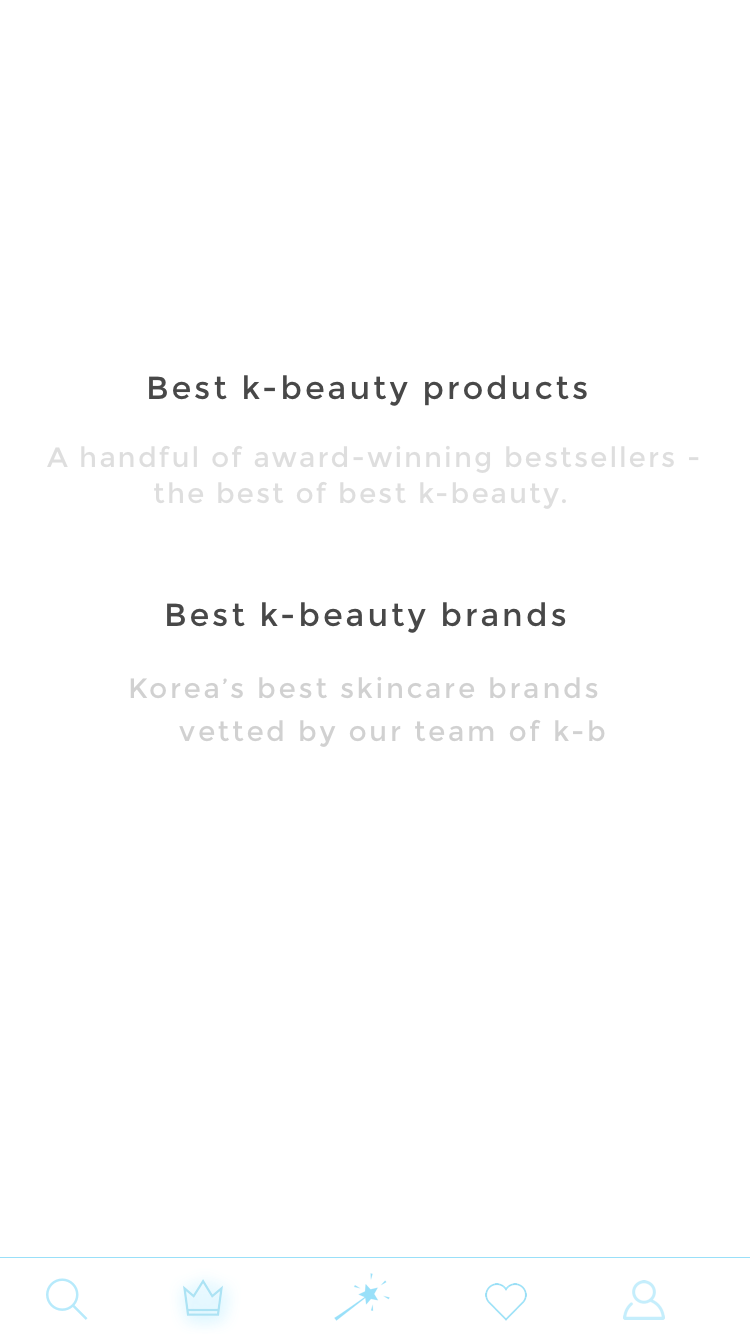 Best k-beauty products
A handful of award-winning bestsellers -
the best of best k-beauty.
Best k-beauty brands
Korea’s best skincare brands
vetted by our team of k-b